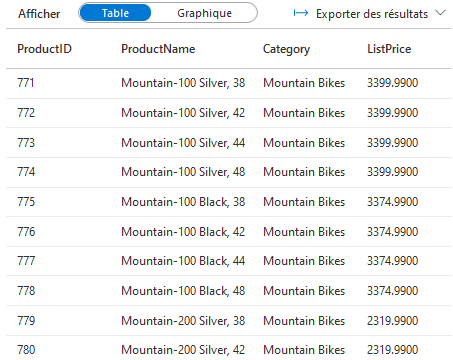 Afficher Table Graphique Exporter des résultats
ProductID ProductName Category ListPrice
771 Mountain-100 Silver, 38 Mountain Bikes 3399.9900
772 Mountain-100 Silver, 42 Mountain Bikes 3399.9900
773 Mountain-100 Silver, 44 Mountain Bikes 3399.9900
774 Mountain-100 Silver, 48 Mountain Bikes 3399.9900
775 Mountain-100 Black, 38 Mountain Bikes 3374.9900
776 Mountain-100 Black, 42 Mountain Bikes 3374.9900
777 Mountain-100 Black, 44 Mountain Bikes 3374.9900
778 Mountain-100 Black, 48 Mountain Bikes 3374.9900
779 Mountain-200 Silver, 38 Mountain Bikes 2319.9900
780 Mountain-200 Silver, 42 Mountain Bikes 2319.9900